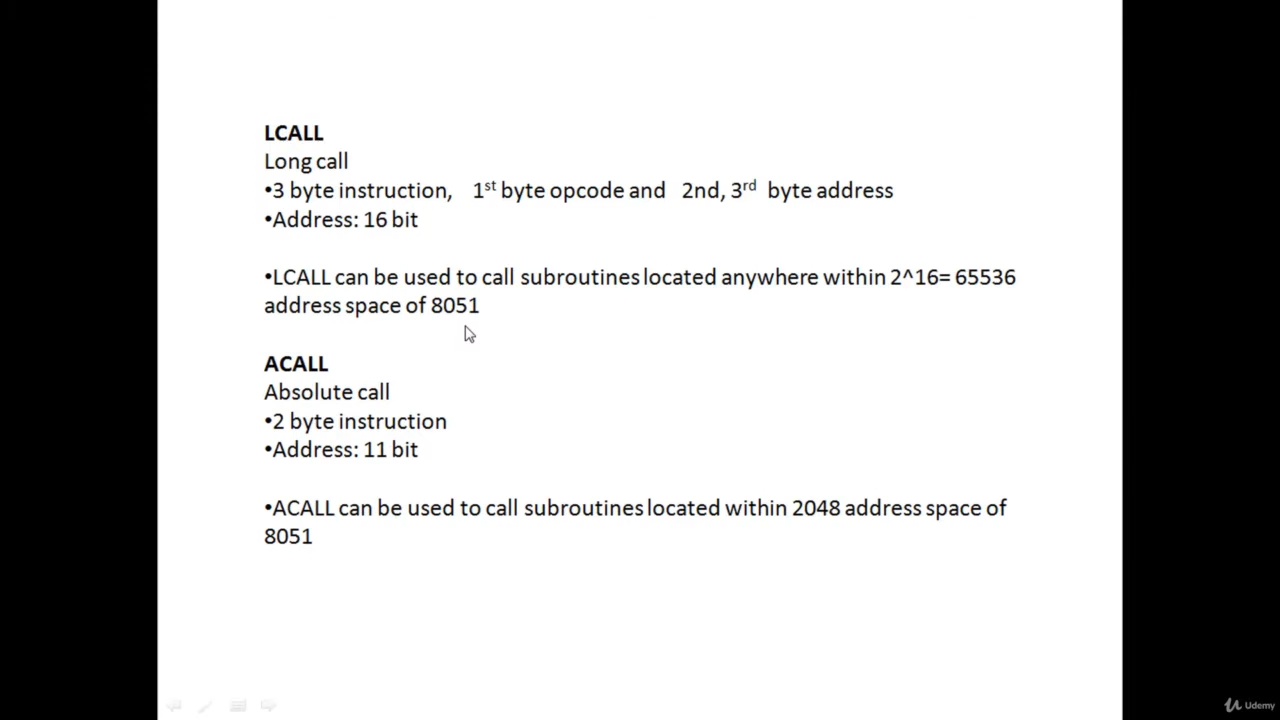 LCALL
Long call
•3 byte instruction, 1st byte opcode and 2nd, 3rd byte address
•Address: 16 bit
•LCALL can be used to call subroutines located anywhere within 2^16= 65536
address space of 8051
ACALL
Absolute call
•2 byte instruction
•Address: 11 bit
•ACALL can be used to call subroutines located within 2048 address space of
8051
Udemy